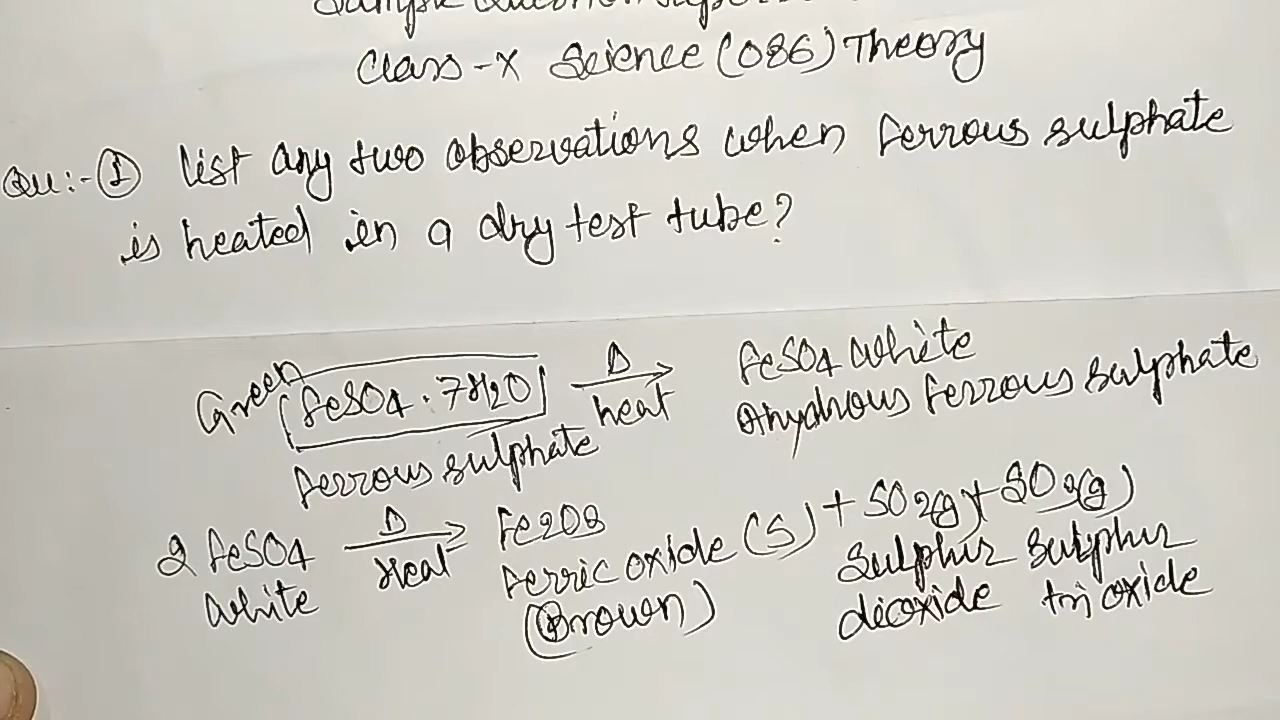 Class-X Science (086) Theory
Qu:-① List any two observations when ferrous sulphate
is heated in a dry test tube?
Green [FeSO4.7H2O] Δ heat → FeSO4 white
Ferrous sulphate Anhydrous ferrous sulphate
2 FeSO4 Δ Heat → Fe2O3 (s) + SO2(g) + SO3(g)
White Ferric oxide Sulphur Sulphur
(Brown) dioxide trioxide